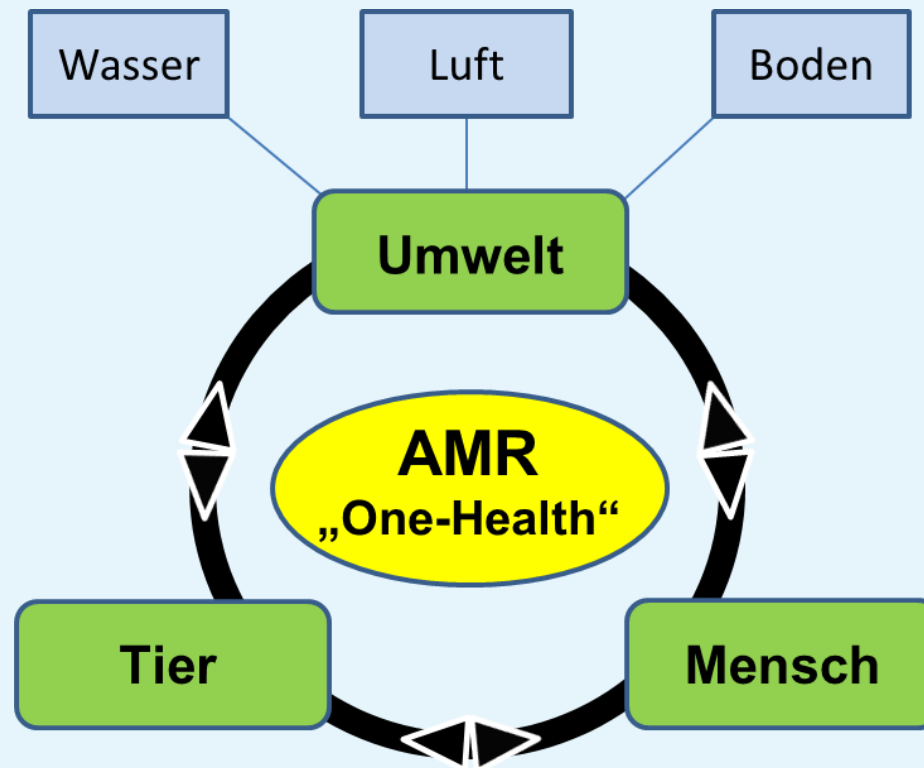 Wasser
Luft
Boden
Umwelt
AMR
„One-Health“
Tier
Mensch